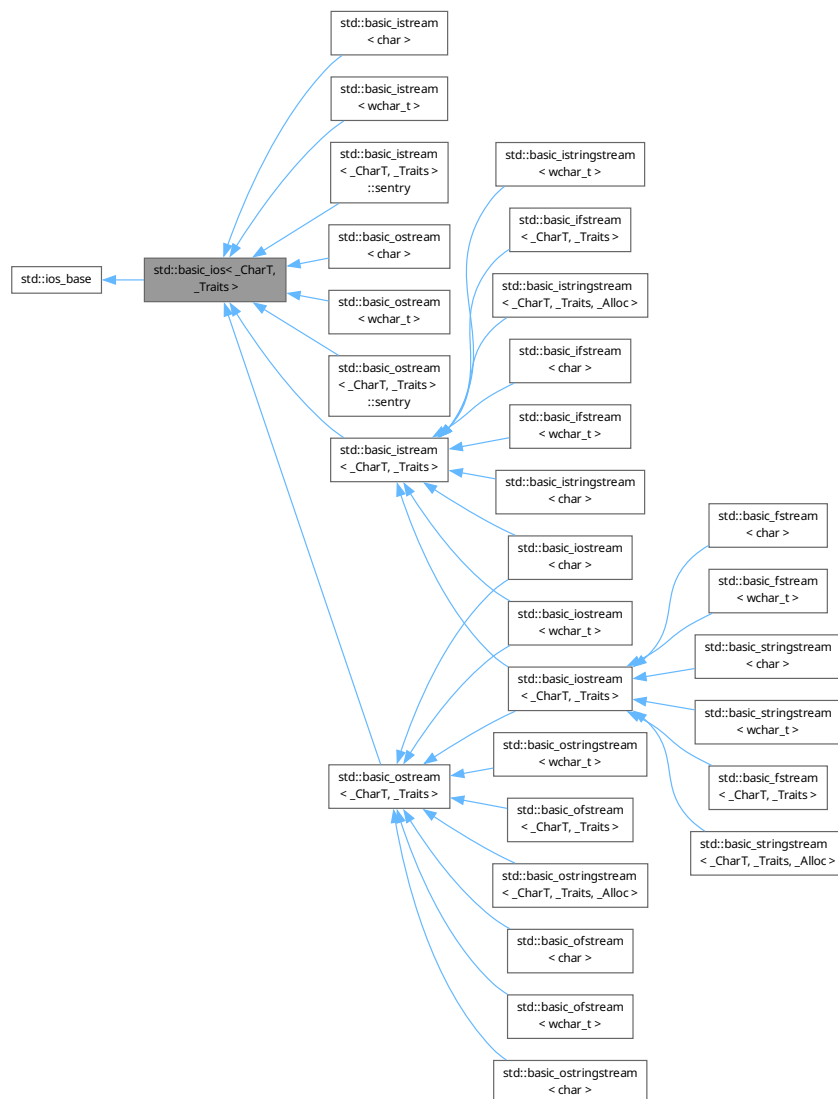 std::ios_base
std::basic_ios< _CharT,
_Traits >
std::basic_istream
< char >
std::basic_istream
< wchar_t >
std::basic_istream
< _CharT, _Traits >
::sentry
std::basic_ostream
< char >
std::basic_ostream
< wchar_t >
std::basic_ostream
< _CharT, _Traits >
::sentry
std::basic_istream
< _CharT, _Traits >
std::basic_ostream
< _CharT, _Traits >
std::basic_istringstream
< wchar_t >
std::basic_ifstream
< _CharT, _Traits >
std::basic_istringstream
< _CharT, _Traits, _Alloc >
std::basic_ifstream
< char >
std::basic_ifstream
< wchar_t >
std::basic_istringstream
< char >
std::basic_iostream
< char >
std::basic_iostream
< wchar_t >
std::basic_iostream
< _CharT, _Traits >
std::basic_ostringstream
< wchar_t >
std::basic_ofstream
< _CharT, _Traits >
std::basic_ostringstream
< _CharT, _Traits, _Alloc >
std::basic_ofstream
< char >
std::basic_ofstream
< wchar_t >
std::basic_ostringstream
< char >
std::basic_fstream
< char >
std::basic_fstream
< wchar_t >
std::basic_stringstream
< char >
std::basic_stringstream
< wchar_t >
std::basic_fstream
< _CharT, _Traits >
std::basic_stringstream
< _CharT, _Traits, _Alloc >